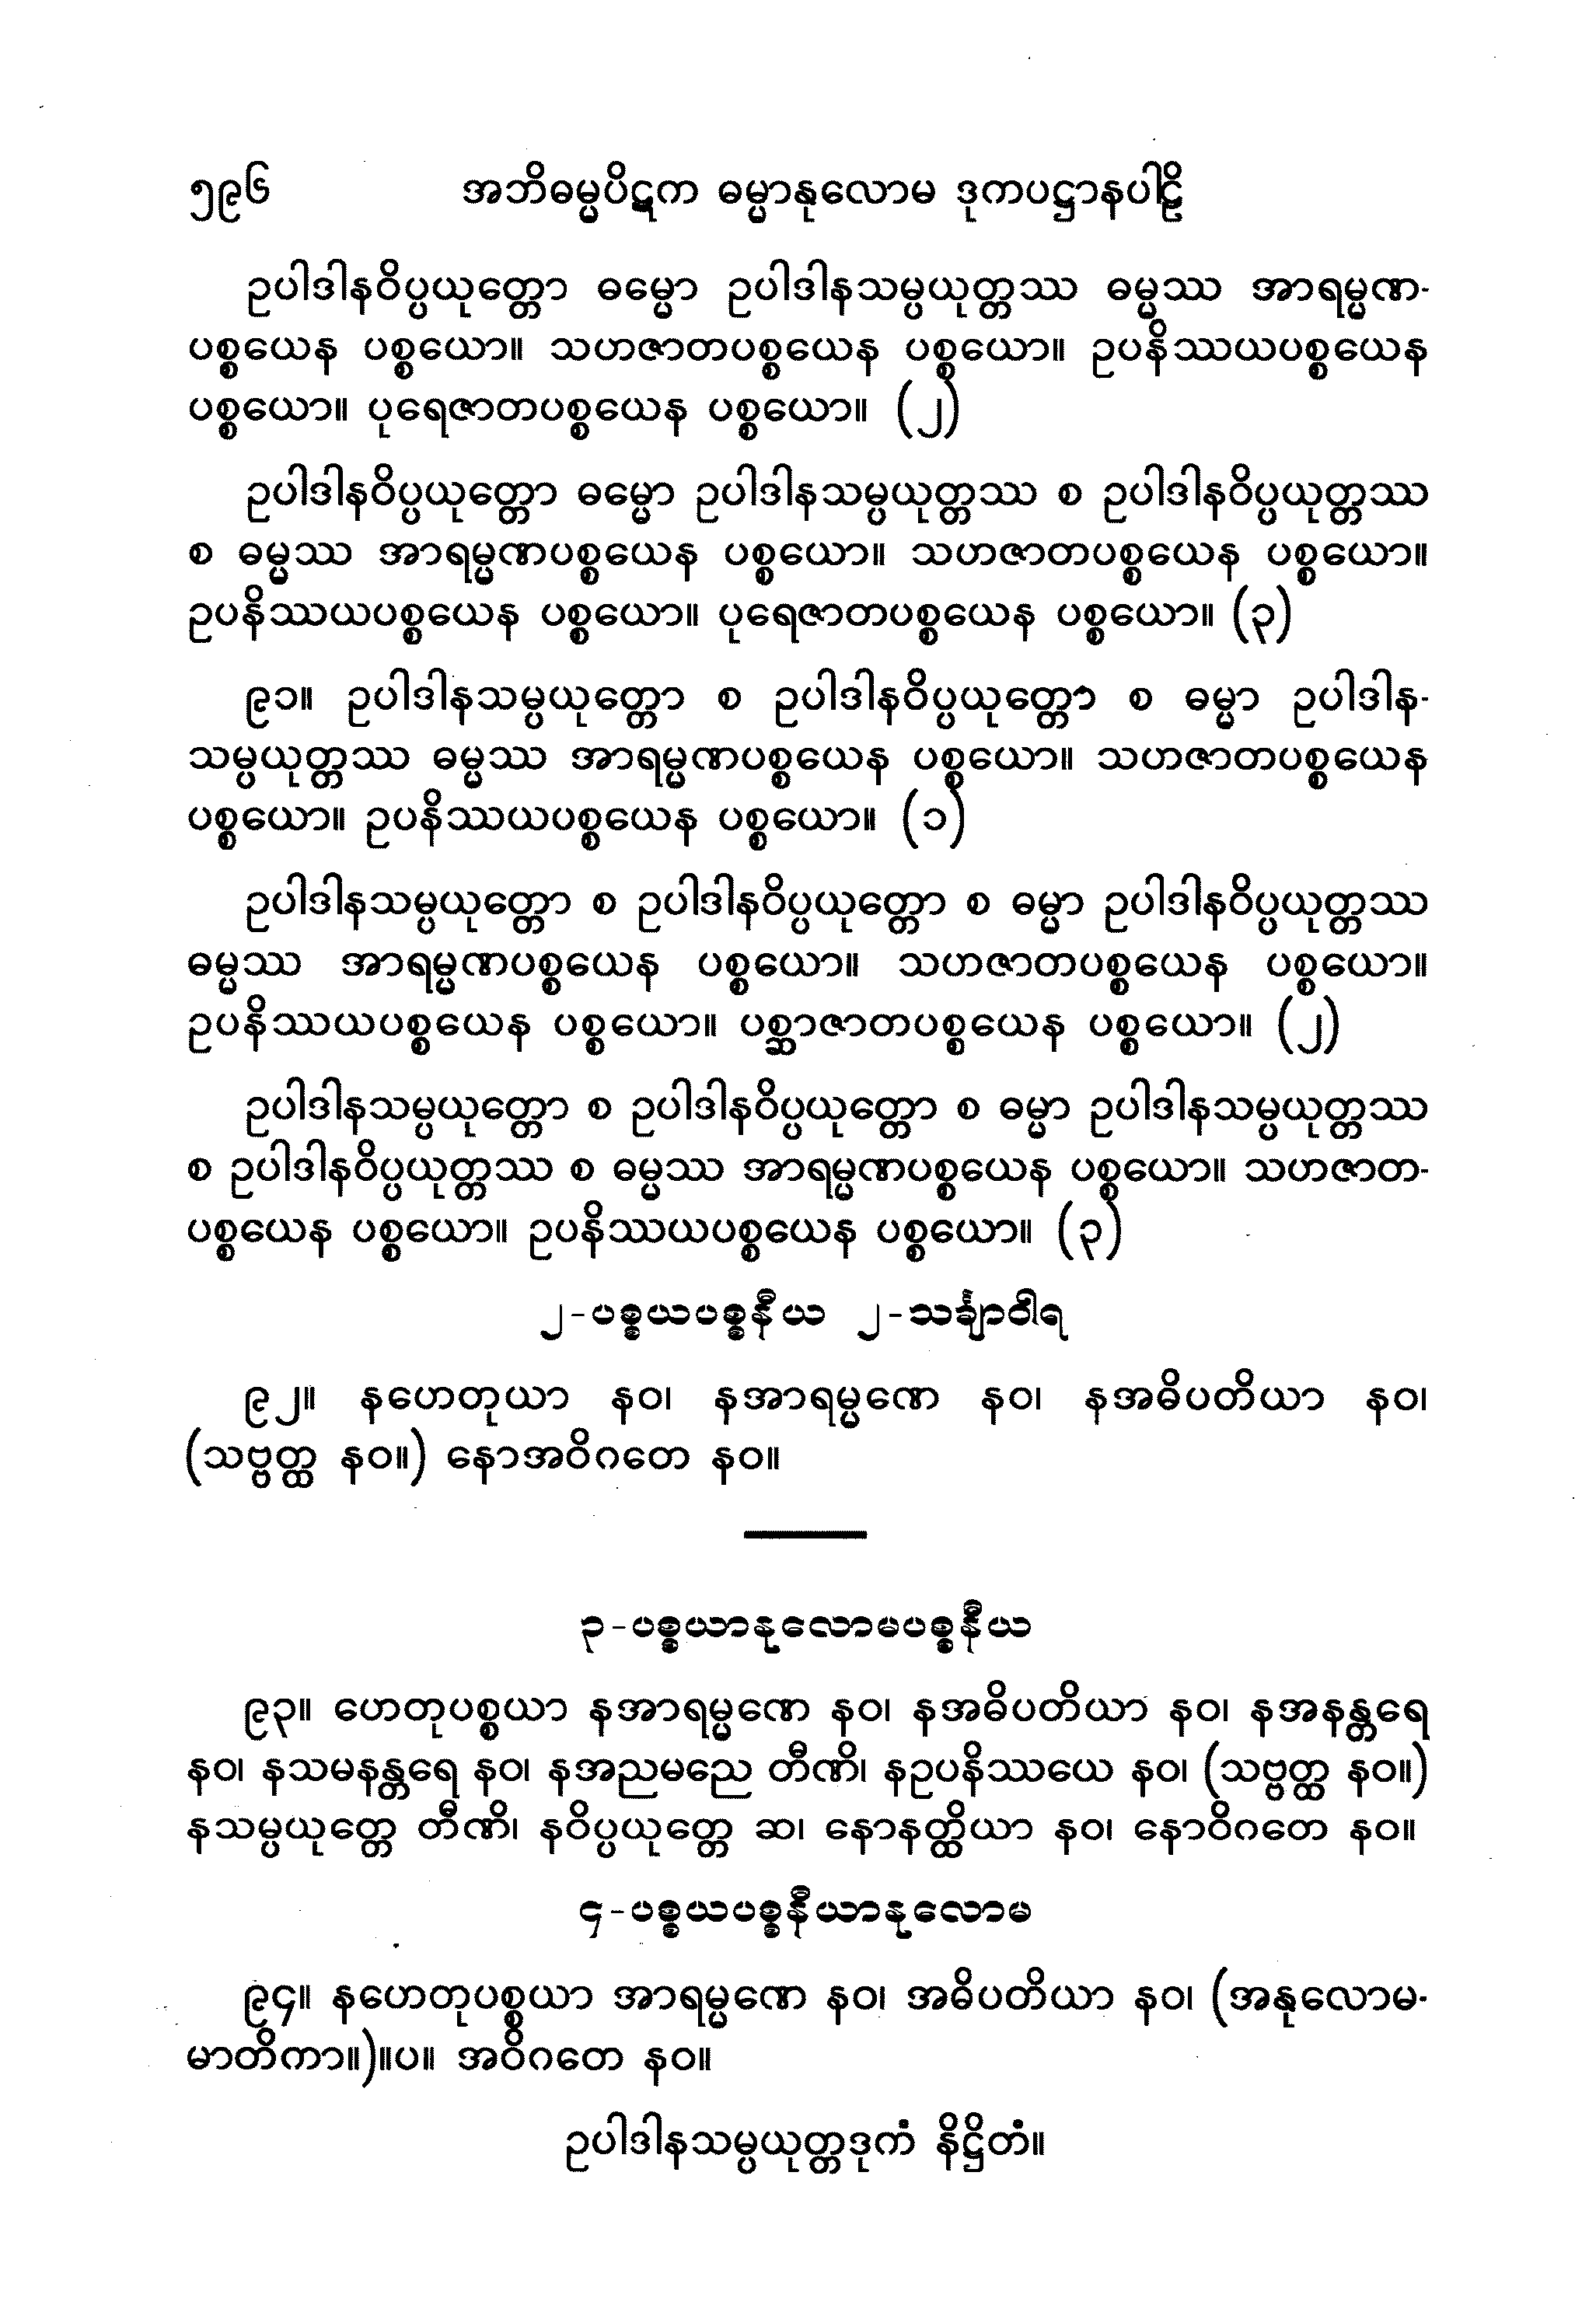 ၅၉၆ အဘိဓမ္မပိဋက ဓမ္မာနုလောမ ဒုကပဋ္ဌာနပါဠိ
ဥပါဒါနဝိပ္ပယုတ္တော ဓမ္မော ဥပါဒါနသမ္ပယုတ္တဿ ဓမ္မဿ အာရမ္မဏ-
ပစ္စယေန ပစ္စယော။ သဟဇာတပစ္စယေန ပစ္စယော။ ဥပနိဿယပစ္စယေန
ပစ္စယော။ ပုရေဇာတပစ္စယေန ပစ္စယော။ (၂)
ဥပါဒါနဝိပ္ပယုတ္တော ဓမ္မော ဥပါဒါနသမ္ပယုတ္တဿ စ ဥပါဒါနဝိပ္ပယုတ္တဿ
စ ဓမ္မဿ အာရမ္မဏပစ္စယေန ပစ္စယော။ သဟဇာတပစ္စယေန ပစ္စယော။
ဥပနိဿယပစ္စယေန ပစ္စယော။ ပုရေဇာတပစ္စယေန ပစ္စယော။ (၃)
၉၁။ ဥပါဒါနသမ္ပယုတ္တော စ ဥပါဒါနဝိပ္ပယုတ္တော စ ဓမ္မာ ဥပါဒါန-
သမ္ပယုတ္တဿ ဓမ္မဿ အာရမ္မဏပစ္စယေန ပစ္စယော။ သဟဇာတပစ္စယေန
ပစ္စယော။ ဥပနိဿယပစ္စယေန ပစ္စယော။ (၁)
ဥပါဒါနသမ္ပယုတ္တော စ ဥပါဒါနဝိပ္ပယုတ္တော စ ဓမ္မာ ဥပါဒါနဝိပ္ပယုတ္တဿ
ဓမ္မဿ အာရမ္မဏပစ္စယေန ပစ္စယော။ သဟဇာတပစ္စယေန ပစ္စယော။
ဥပနိဿယပစ္စယေန ပစ္စယော။ ပစ္ဆာဇာတပစ္စယေန ပစ္စယော။ (၂)
ဥပါဒါနသမ္ပယုတ္တော စ ဥပါဒါနဝိပ္ပယုတ္တော စ ဓမ္မာ ဥပါဒါနသမ္ပယုတ္တဿ
စ ဥပါဒါနဝိပ္ပယုတ္တဿ စ ဓမ္မဿ အာရမ္မဏပစ္စယေန ပစ္စယော။ သဟဇာတ-
ပစ္စယေန ပစ္စယော။ ဥပနိဿယပစ္စယေန ပစ္စယော။ (၃)
၂-ပစ္စယပစ္စနီယ ၂-သင်္ချာဝါရ
၉၂။ နဟေတုယာ နဝ၊ နအာရမ္မဏေ နဝ၊ နအဓိပတိယာ နဝ၊
(သဗ္ဗတ္ထ နဝ။) နောအဝိဂတေ နဝ။
၃-ပစ္စယာနုလောမပစ္စနီယ
၉၃။ ဟေတုပစ္စယာ နအာရမ္မဏေ နဝ၊ နအဓိပတိယာ နဝ၊ နအနန္တရေ
နဝ၊ နသမနန္တရေ နဝ၊ နအညမညေ တီဏိ၊ နဥပနိဿယေ နဝ၊ (သဗ္ဗတ္ထ နဝ။)
နသမ္ပယုတ္တေ တီဏိ၊ နဝိပ္ပယုတ္တေ ဆ၊ နောနတ္ထိယာ နဝ၊ နောဝိဂတေ နဝ။
၄-ပစ္စယပစ္စနီယာနုလောမ
၉၄။ နဟေတုပစ္စယာ အာရမ္မဏေ နဝ၊ အဓိပတိယာ နဝ၊ (အနုလောမ-
မာတိကာ။)။ပ။ အဝိဂတေ နဝ။
ဥပါဒါနသမ္ပယုတ္တဒုကံ နိဋ္ဌိတံ။